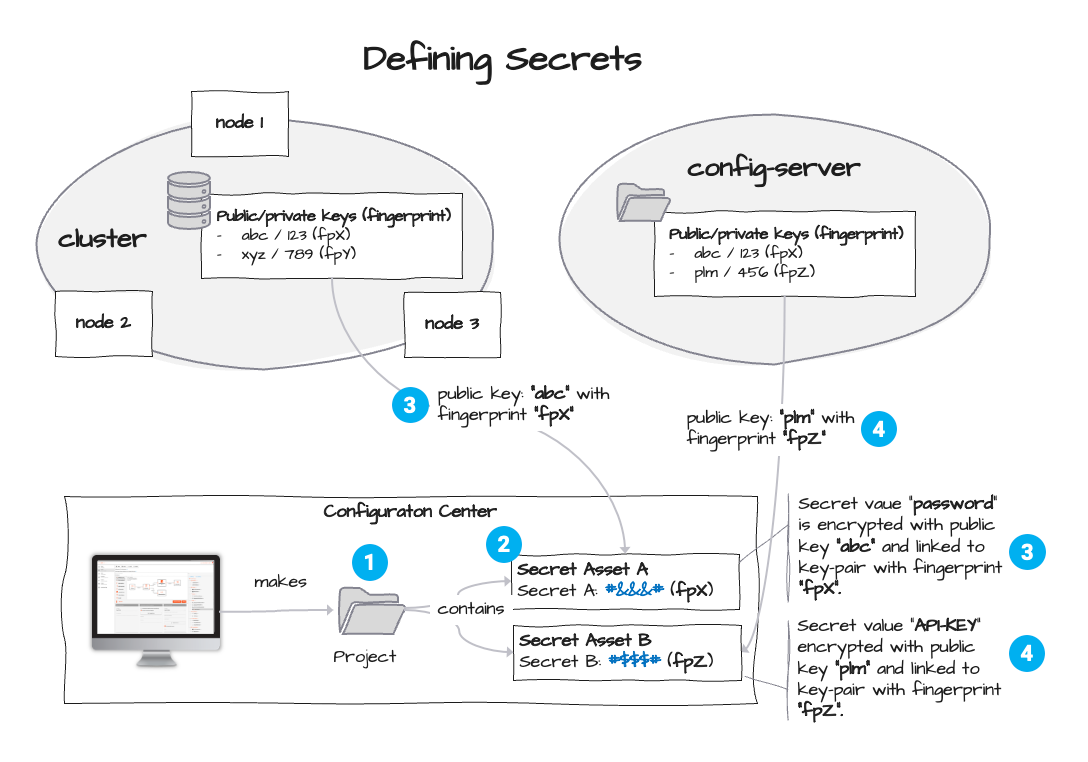 Defining Secrets
node 1
cluster
Public/private keys (fingerprint)
- abc / 123 (fpX)
- xyz / 789 (fpY)
node 2
node 3
config-server
Public/private keys (fingerprint)
- abc / 123 (fpX)
- plm / 456 (fpZ)
3
public key: "abc" with
fingerprint "fpX"
public key: "plm" with
fingerprint "fpZ"
4
Configuraton Center
1
makes
Project
contains
2
Secret Asset A
Secret A: #&&&# (fpX)
Secret Asset B
Secret B: #$$$# (fpZ)
Secret vaue "password"
is encrypted with public
key "abc" and linked to
key-pair with fingerprint
"fpX".
3
Secret value "API-KEY"
encrypted with public
key "plm" and linked to
key-pair with fingerprint
"fpZ".
4